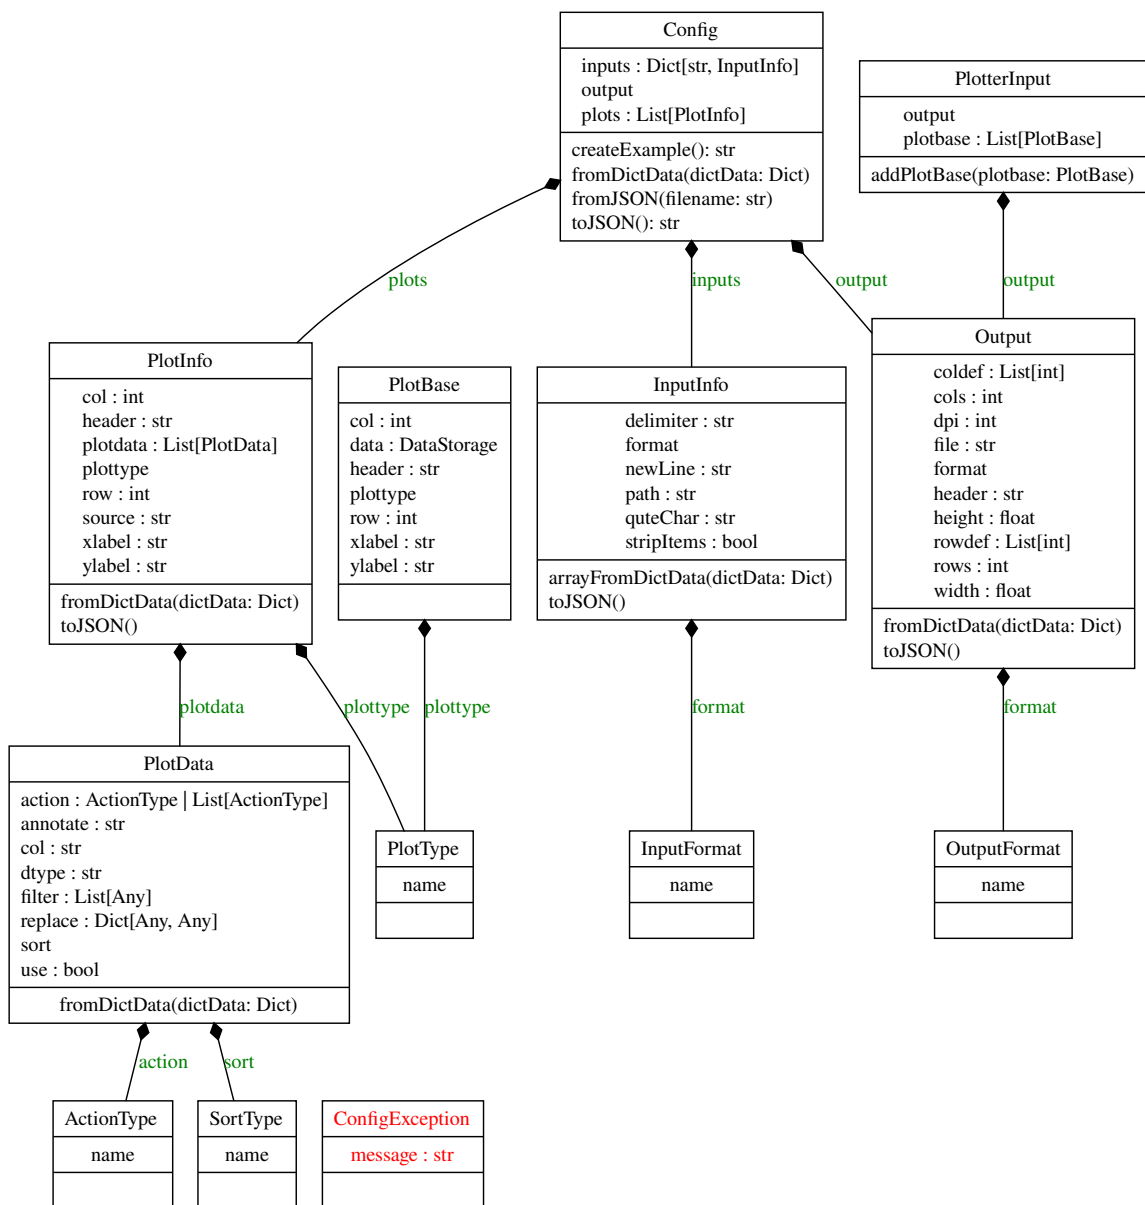 Config
inputs : Dict[str, InputInfo]
output
plots : List[PlotInfo]
createExample(): str
fromDictData(dictData: Dict)
fromJSON(filename: str)
toJSON(): str
PlotterInput
output
plotbase : List[PlotBase]
addPlotBase(plotbase: PlotBase)
plots
inputs
output
output
PlotInfo
col : int
header : str
plotdata : List[PlotData]
plottype
row : int
source : str
xlabel : str
ylabel : str
fromDictData(dictData: Dict)
toJSON()
PlotBase
col : int
data : DataStorage
header : str
plottype
row : int
xlabel : str
ylabel : str
InputInfo
delimiter : str
format
newLine : str
path : str
quteChar : str
stripItems : bool
arrayFromDictData(dictData: Dict)
toJSON()
Output
coldef : List[int]
cols : int
dpi : int
file : str
format
header : str
height : float
rowdef : List[int]
rows : int
width : float
fromDictData(dictData: Dict)
toJSON()
plotdata
plottype
plottype
format
format
PlotData
action : ActionType | List[ActionType]
annotate : str
col : str
dtype : str
filter : List[Any]
replace : Dict[Any, Any]
sort
use : bool
fromDictData(dictData: Dict)
PlotType
name
InputFormat
name
OutputFormat
name
action
sort
ActionType
name
SortType
name
ConfigException
message : str